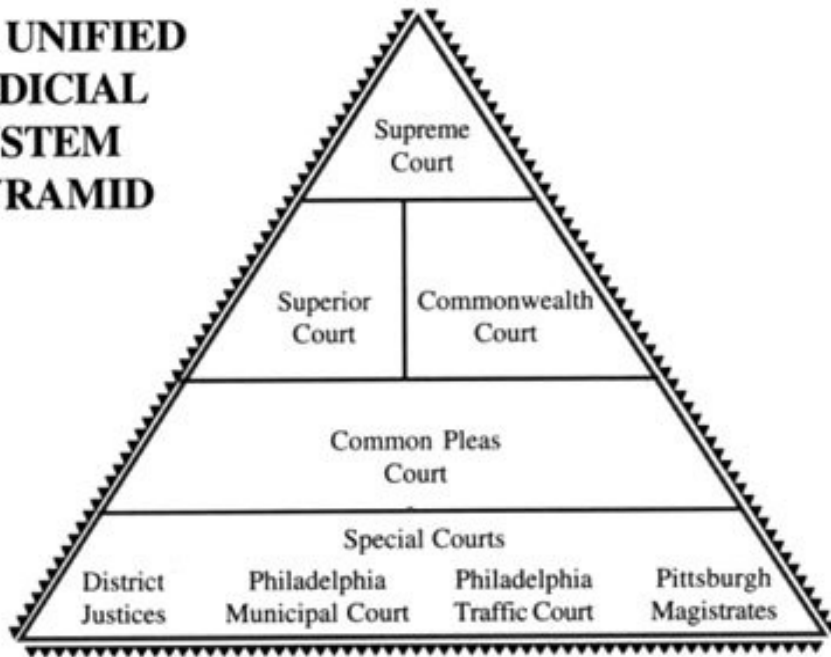 UNIFIED
DICIAL
STEM
RAMID
Supreme
Court
Superior
Court
Commonwealth
Court
Common Pleas
Court
Special Courts
District
Justices
Philadelphia
Municipal Court
Philadelphia
Traffic Court
Pittsburgh
Magistrates